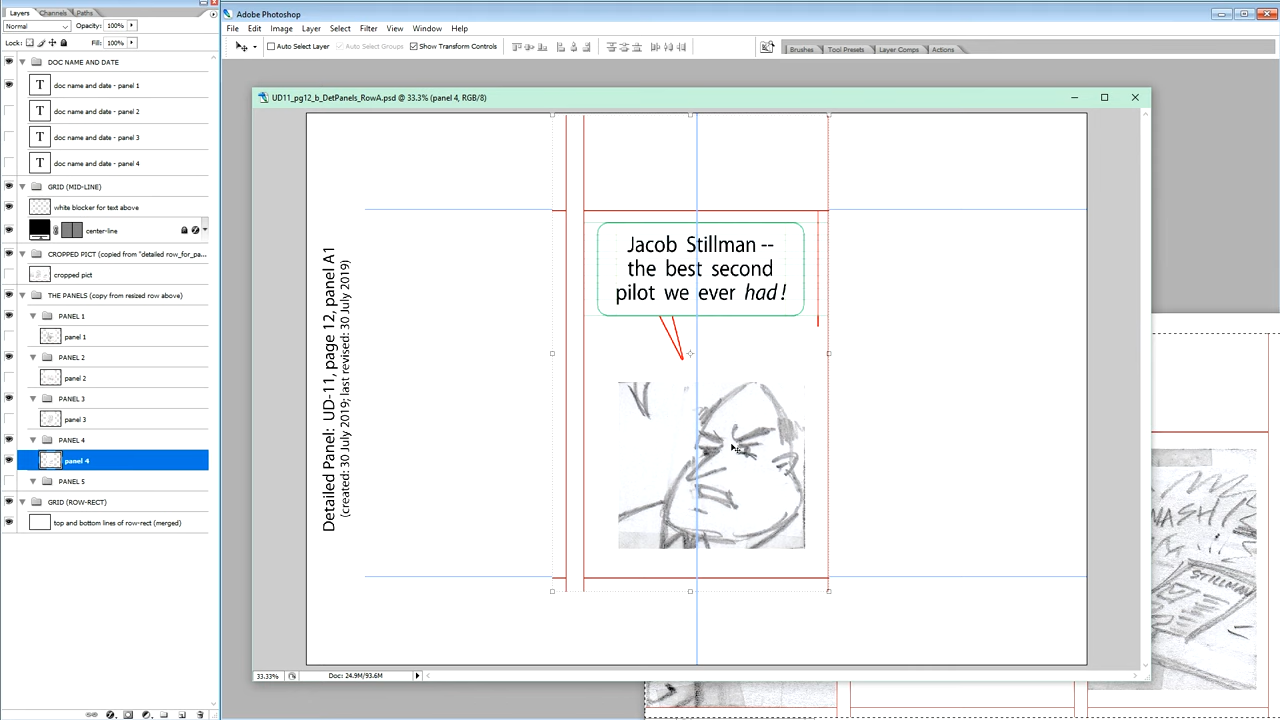 Layers
Channels
Paths
Adobe Photoshop
Normal
Opacity: 100%
File Edit Image Layer Select Filter View Window Help
Lock:
Fill: 100%
Auto Select Layer
Auto Select Groups
Show Transform Controls
Brushes
Tool Presets
Layer Comps
Actions
DOC NAME AND DATE
T doc name and date - panel 1
T doc name and date - panel 2
T doc name and date - panel 3
T doc name and date - panel 4
GRID (MID-LINE)
white blocker for text above
center-line
CROPPED PICT (copied from "detailed row_for_pa...
cropped pict
THE PANELS (copy from resized row above)
PANEL 1
panel 1
PANEL 2
panel 2
PANEL 3
panel 3
PANEL 4
panel 4
PANEL 5
GRID (ROW-RECT)
top and bottom lines of row-rect (merged)
UD11_pg12_b_DetPanels_RowA.psd @ 33.3% (panel 4, RGB/8)
Detailed Panel: UD-11, page 12, panel A1
(created: 30 July 2019; last revised: 30 July 2019)
Jacob Stillman --
the best second
pilot we ever had!
STILLMAN
33.33%
Doc: 24.9M/93.6M